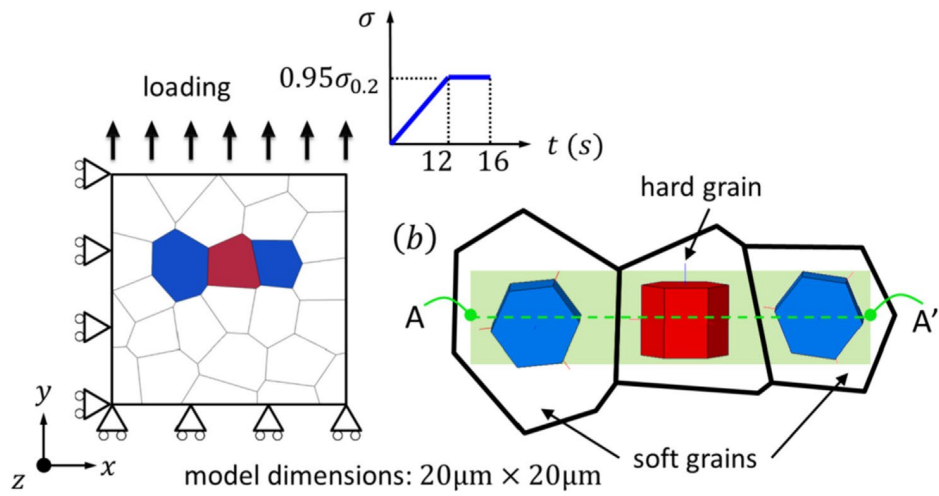 σ
0.95σ₀.₂
12 16 t (s)
loading
hard grain
(b)
A A’
soft grains
y
z x
model dimensions: 20μm × 20μm